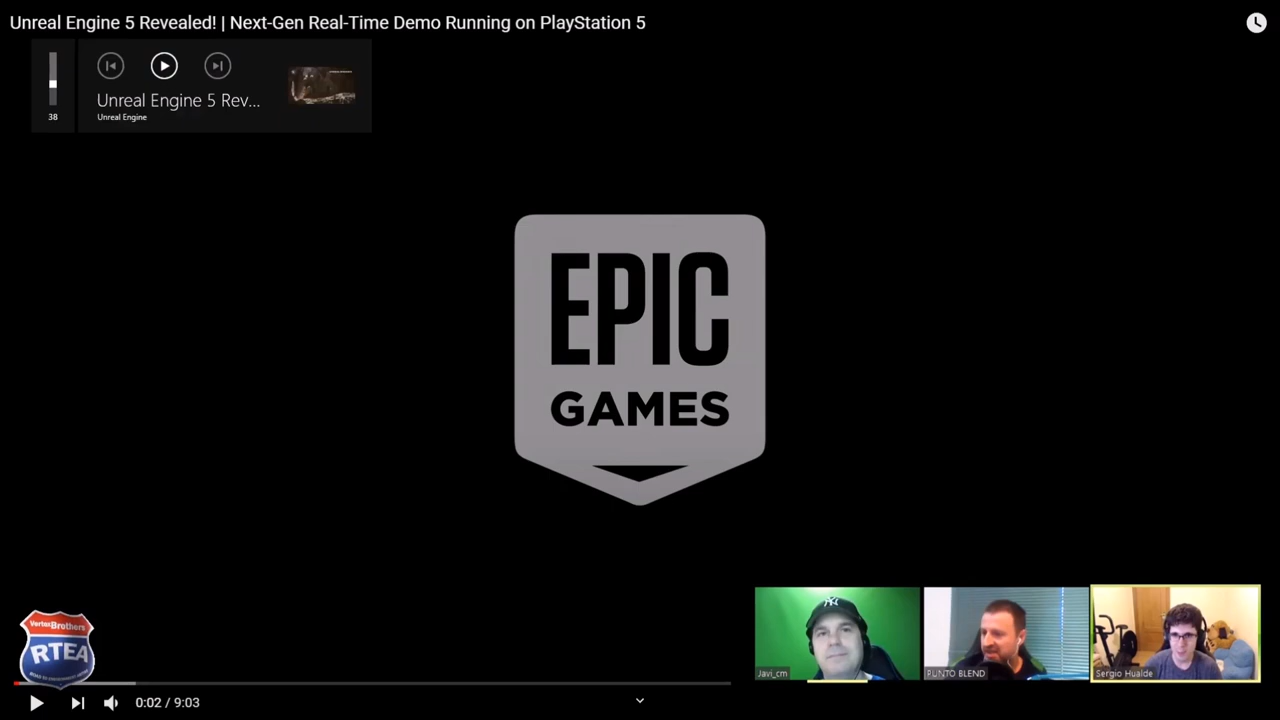 Unreal Engine 5 Revealed! | Next-Gen Real-Time Demo Running on PlayStation 5
Unreal Engine 5 Rev...
Unreal Engine
38
EPIC
GAMES
VertexBrothers
RTEA
Javi_cm
PUNTO BLEND
Sergio Hualde
0:02 / 9:03